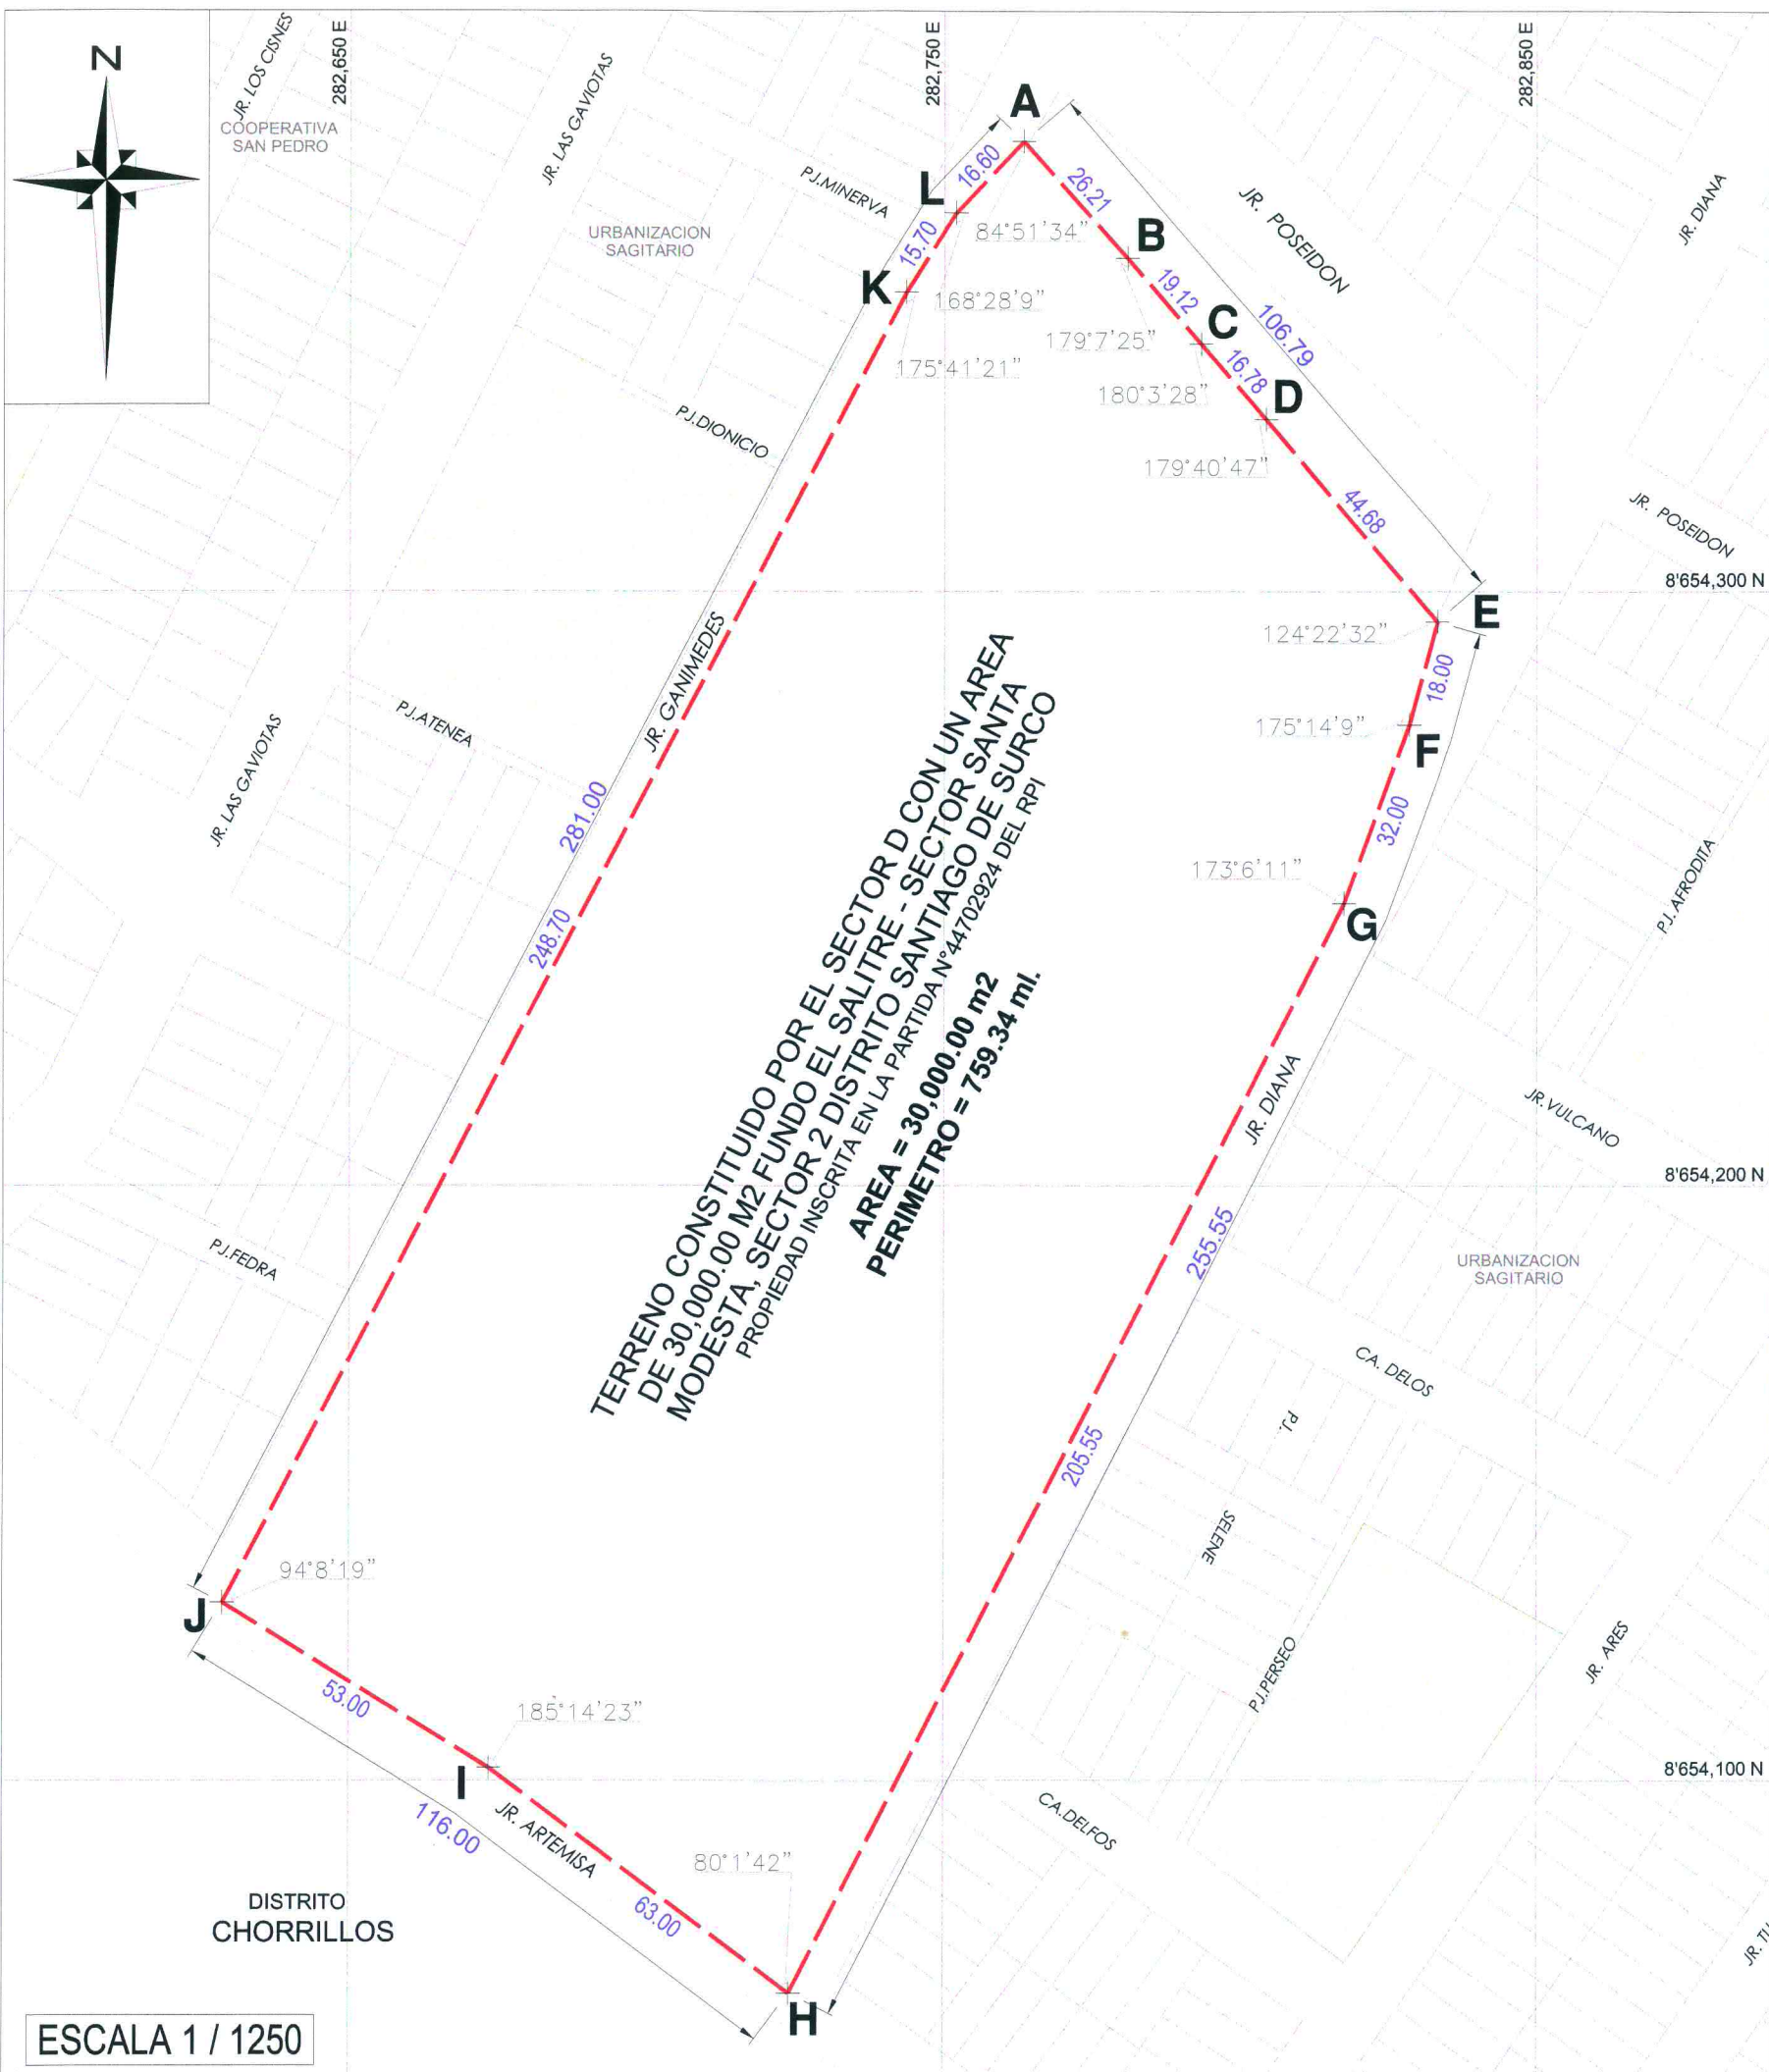 N
JR. LOS CISNES
COOPERATIVA
SAN PEDRO
282,650 E
JR. LAS GAVIOTAS
282,750 E
282,850 E
URBANIZACION
SAGITARIO
PJ.MINERVA
A
L
16.60
26.21
84°51'34"
B
JR. POSEIDON
JR. DIANA
15.70
K
168°28'9"
19.12
179°7'25"
C
106.79
175°41'21"
16.78
180°3'28"
D
PJ.DIONICIO
179°40'47"
44.68
JR. POSEIDON
8'654,300 N
E
124°22'32"
18.00
175°14'9"
F
JR. GANIMEDES
PJ.ATENEA
JR. LAS GAVIOTAS
281.00
248.70
32.00
173°6'11"
G
PJ. AFRODITA
TERRENO CONSTITUIDO POR EL SECTOR D CON UN AREA
DE 30,000.00 M2 FUNDO EL SALITRE - SECTOR SANTA
MODESTA, SECTOR 2 DISTRITO SANTIAGO DE SURCO
PROPIEDAD INSCRITA EN LA PARTIDA N°44702924 DEL RPI
AREA = 30,000.00 m2
PERIMETRO = 759.34 ml.
JR. DIANA
JR.VULCANO
8'654,200 N
255.55
URBANIZACION
SAGITARIO
PJ.FEDRA
CA. DELOS
205.55
PJ.
SELENE
94°8'19"
J
PJ.PERSEO
JR. ARES
53.00
185°14'23"
I
8'654,100 N
116.00
JR. ARTEMISA
CA.DELFOS
80°1'42"
63.00
DISTRITO
CHORRILLOS
H
ESCALA 1 / 1250